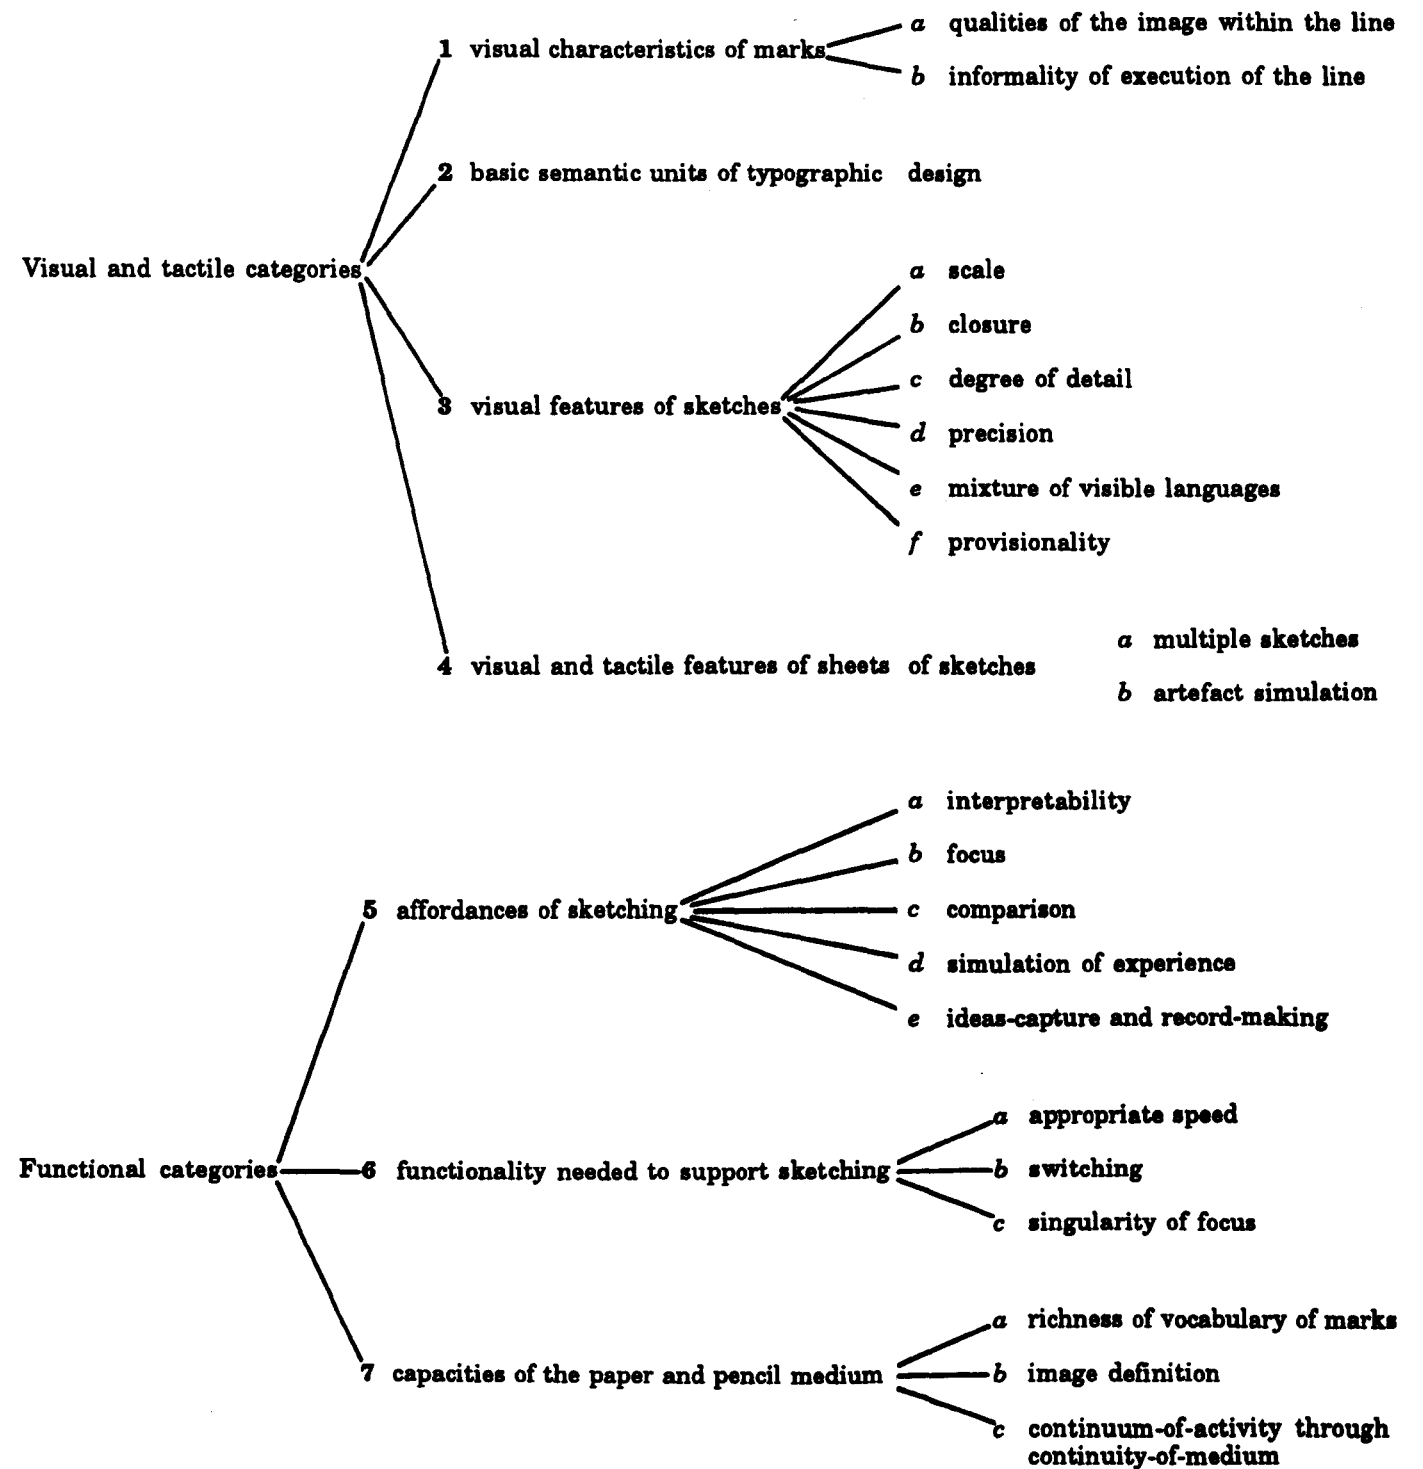 Visual and tactile categories
1 visual characteristics of marks
a qualities of the image within the line
b informality of execution of the line
2 basic semantic units of typographic design
3 visual features of sketches
a scale
b closure
c degree of detail
d precision
e mixture of visible languages
f provisionality
4 visual and tactile features of sheets of sketches
a multiple sketches
b artefact simulation
Functional categories
5 affordances of sketching
a interpretability
b focus
c comparison
d simulation of experience
e ideas-capture and record-making
6 functionality needed to support sketching
a appropriate speed
b switching
c singularity of focus
7 capacities of the paper and pencil medium
a richness of vocabulary of marks
b image definition
c continuum-of-activity through
continuity-of-medium